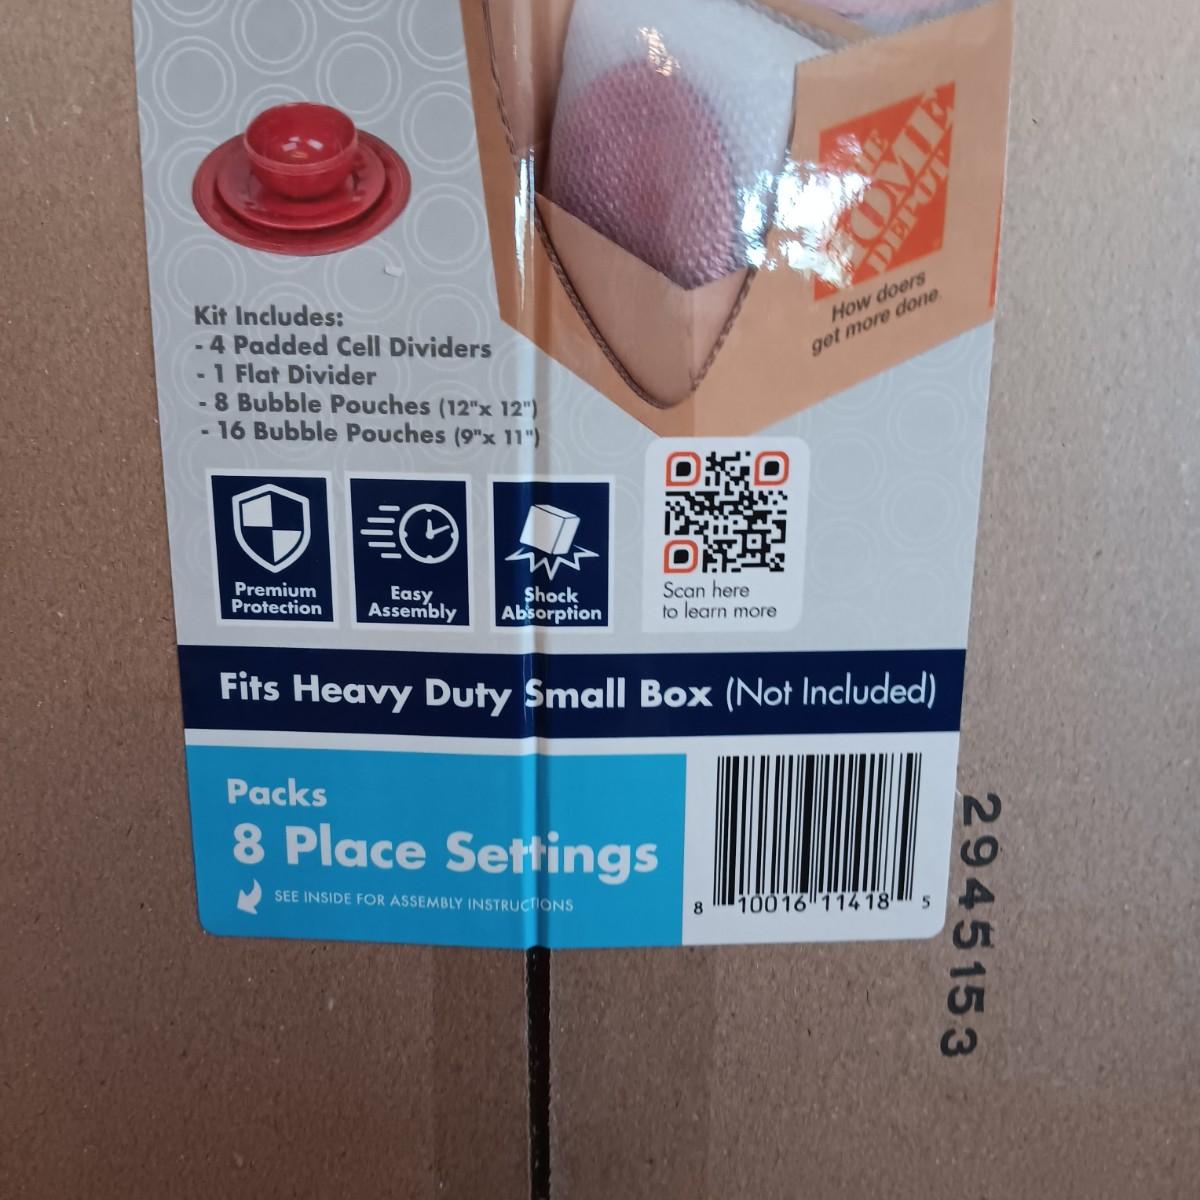 THE
HOME
DEPOT
How doers
get more done.
Kit Includes:
- 4 Padded Cell Dividers
- 1 Flat Divider
- 8 Bubble Pouches (12"x 12")
- 16 Bubble Pouches (9"x 11")
Premium
Protection
Easy
Assembly
Shock
Absorption
Scan here
to learn more
Fits Heavy Duty Small Box (Not Included)
Packs
8 Place Settings
SEE INSIDE FOR ASSEMBLY INSTRUCTIONS
8 10016 11418 5
2945153